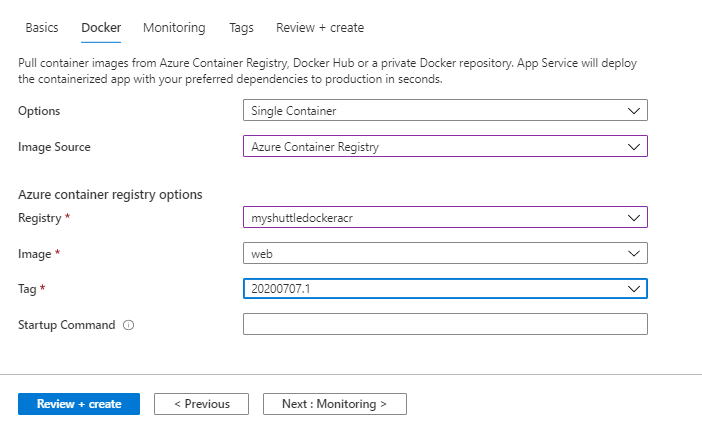 Basics Docker Monitoring Tags Review + create
Pull container images from Azure Container Registry, Docker Hub or a private Docker repository. App Service will deploy
the containerized app with your preferred dependencies to production in seconds.
Options Single Container
Image Source Azure Container Registry
Azure container registry options
Registry * myshuttledockeracr
Image * web
Tag * 20200707.1
Startup Command
Review + create < Previous Next : Monitoring >